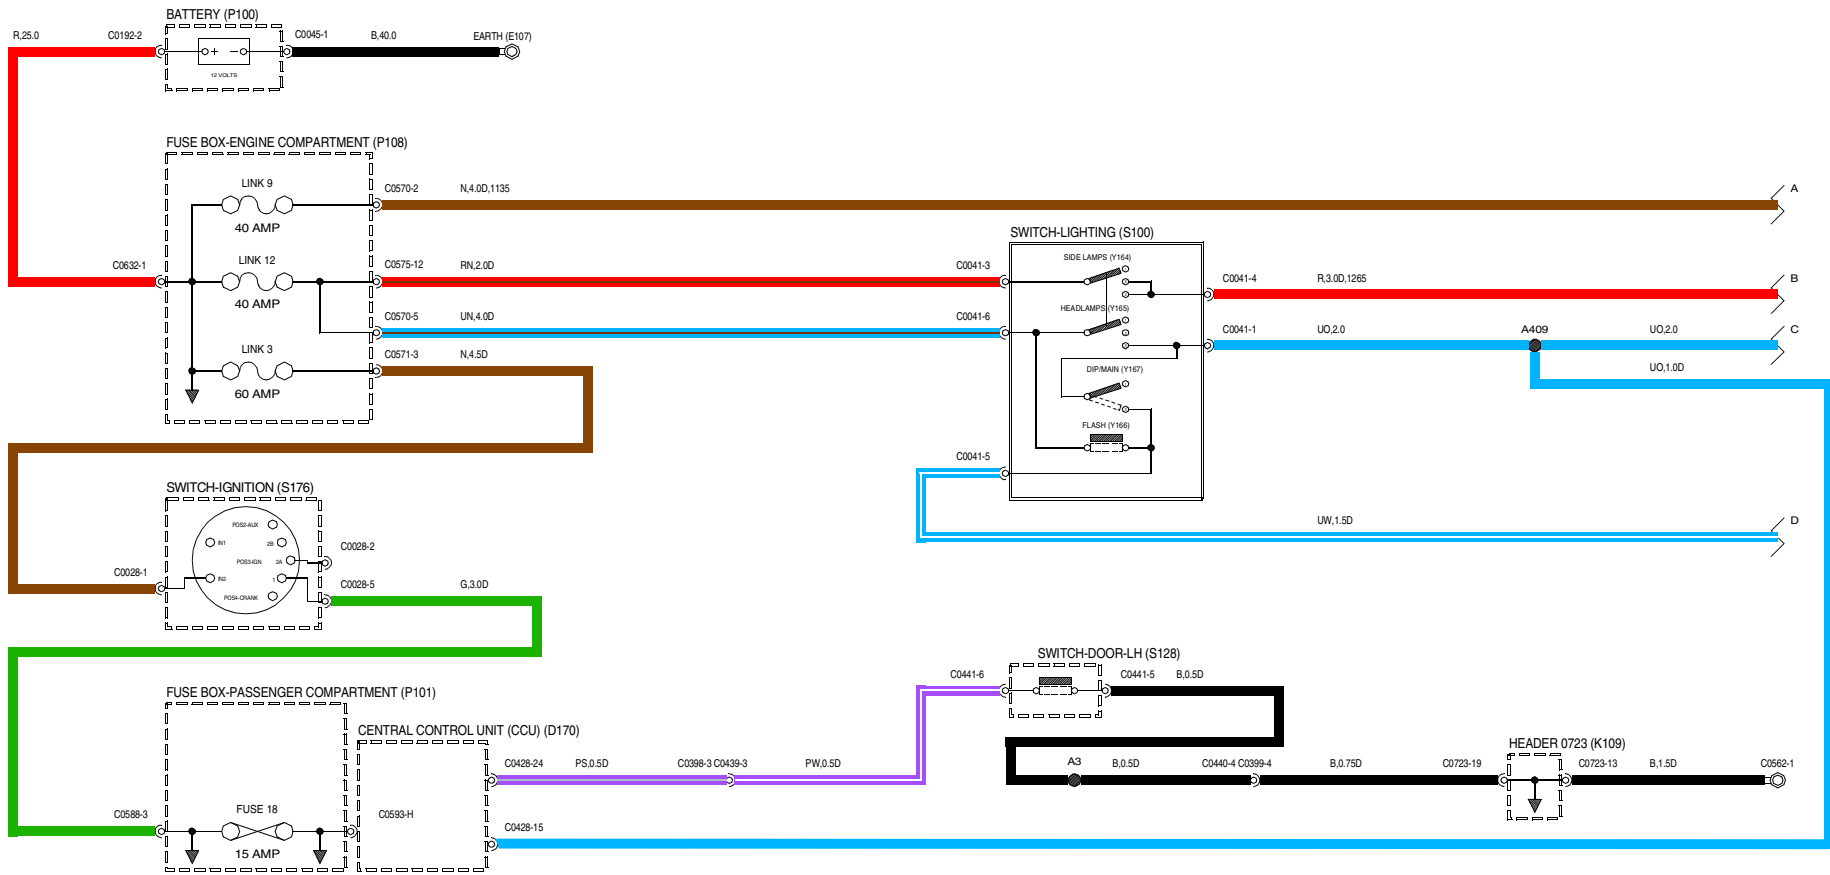 BATTERY (P100)
R,25.0
C0192-2
C0045-1
B,40.0
EARTH (E107)
12 VOLTS
FUSE BOX-ENGINE COMPARTMENT (P108)
LINK 9
40 AMP
C0570-2
N,4.0D,1135
A
C0632-1
LINK 12
40 AMP
C0575-12
RN,2.0D
C0041-3
SWITCH-LIGHTING (S100)
SIDE LAMPS (Y164)
1
2
3
C0041-4
R,3.0D,1265
B
C0570-5
UN,4.0D
C0041-6
HEADLAMPS (Y165)
1
2
3
C0041-1
UO,2.0
A409
UO,2.0
C
UO,1.0D
LINK 3
60 AMP
C0571-3
N,4.5D
DIP/MAIN (Y167)
FLASH (Y166)
C0041-5
UW,1.5D
D
SWITCH-IGNITION (S176)
POS2-AUX
IN1
2B
POS3-IGN
2A
IN2
1
POS4-CRANK
C0028-1
C0028-2
C0028-5
G,3.0D
SWITCH-DOOR-LH (S128)
C0441-6
C0441-5
B,0.5D
FUSE BOX-PASSENGER COMPARTMENT (P101)
CENTRAL CONTROL UNIT (CCU) (D170)
HEADER 0723 (K109)
C0428-24
PS,0.5D
C0398-3 C0439-3
PW,0.5D
A3
B,0.5D
C0440-4 C0399-4
B,0.75D
C0723-19
C0723-13
B,1.5D
C0562-1
C0588-3
FUSE 18
15 AMP
C0593-H
C0428-15